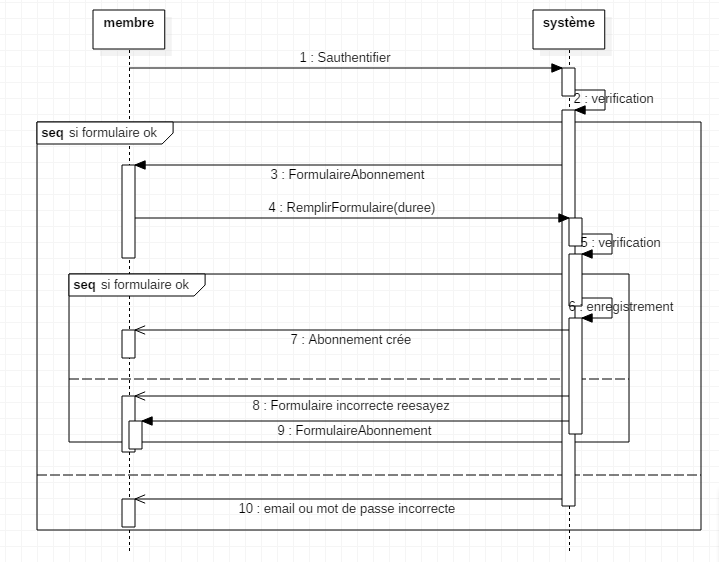 membre
système
1 : Sauthentifier
2 : verification
seq si formulaire ok
3 : FormulaireAbonnement
4 : RemplirFormulaire(duree)
5 : verification
seq si formulaire ok
6 : enregistrement
7 : Abonnement crée
8 : Formulaire incorrecte reesayez
9 : FormulaireAbonnement
10 : email ou mot de passe incorrecte